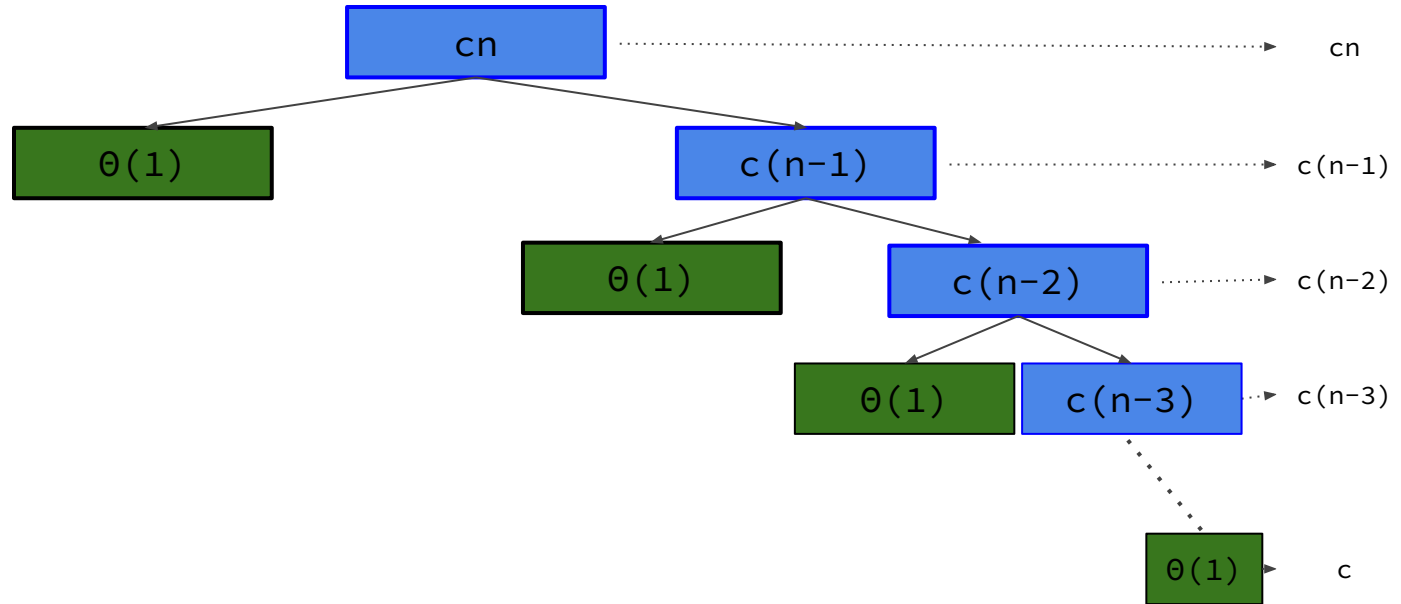 cn cn
Θ(1) c(n-1) c(n-1)
Θ(1) c(n-2) c(n-2)
Θ(1) c(n-3) c(n-3)
Θ(1) c